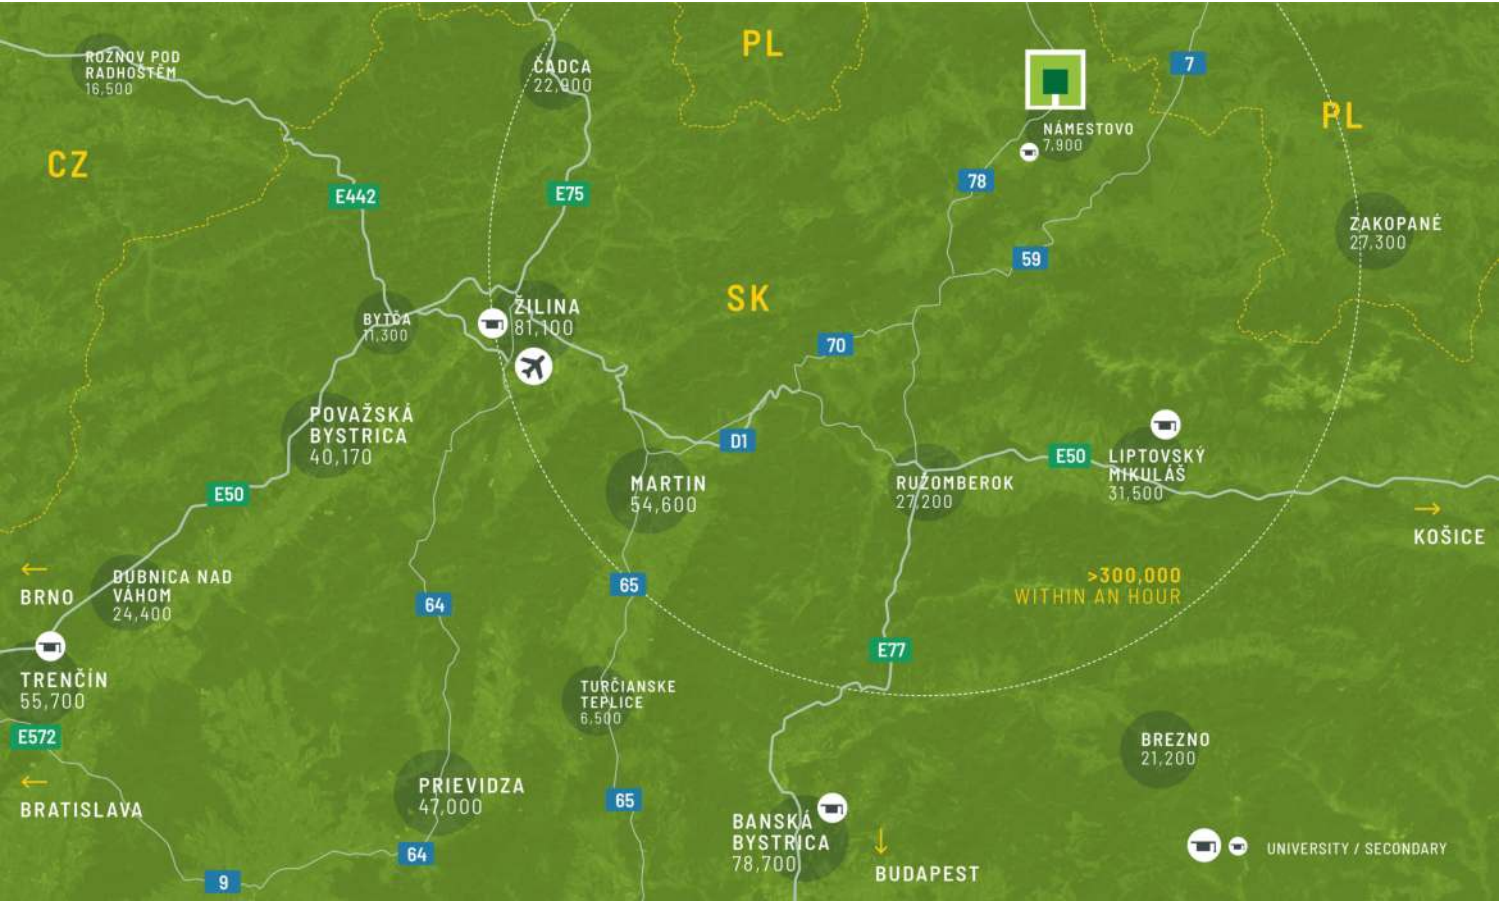 PL
7
ROŽNOV POD
RADHOŠTĚM
16,500
ČADCA
22,900
PL
NÁMESTOVO
7,900
CZ
78
E442
E75
ZAKOPANÉ
27,300
59
SK
ŽILINA
81,100
BYTČA
11,300
70
POVAŽSKÁ
BYSTRICA
40,170
D1
E50
LIPTOVSKÝ
MIKULÁŠ
31,500
MARTIN
54,600
RUŽOMBEROK
27,200
E50
KOŠICE
→
←
BRNO
DUBNICA NAD
VÁHOM
24,400
65
64
>300,000
WITHIN AN HOUR
E77
TRENČÍN
55,700
TURČIANSKE
TEPLICE
6,500
E572
BREZNO
21,200
←
BRATISLAVA
PRIEVIDZA
47,000
65
BANSKÁ
BYSTRICA
78,700
↓
BUDAPEST
64
9
UNIVERSITY / SECONDARY